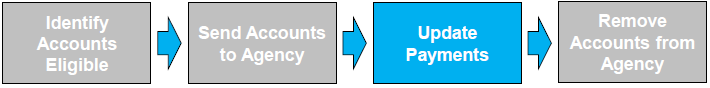 Identify
Accounts
Eligible
Send Accounts
to Agency
Update
Payments
Remove
Accounts from
Agency